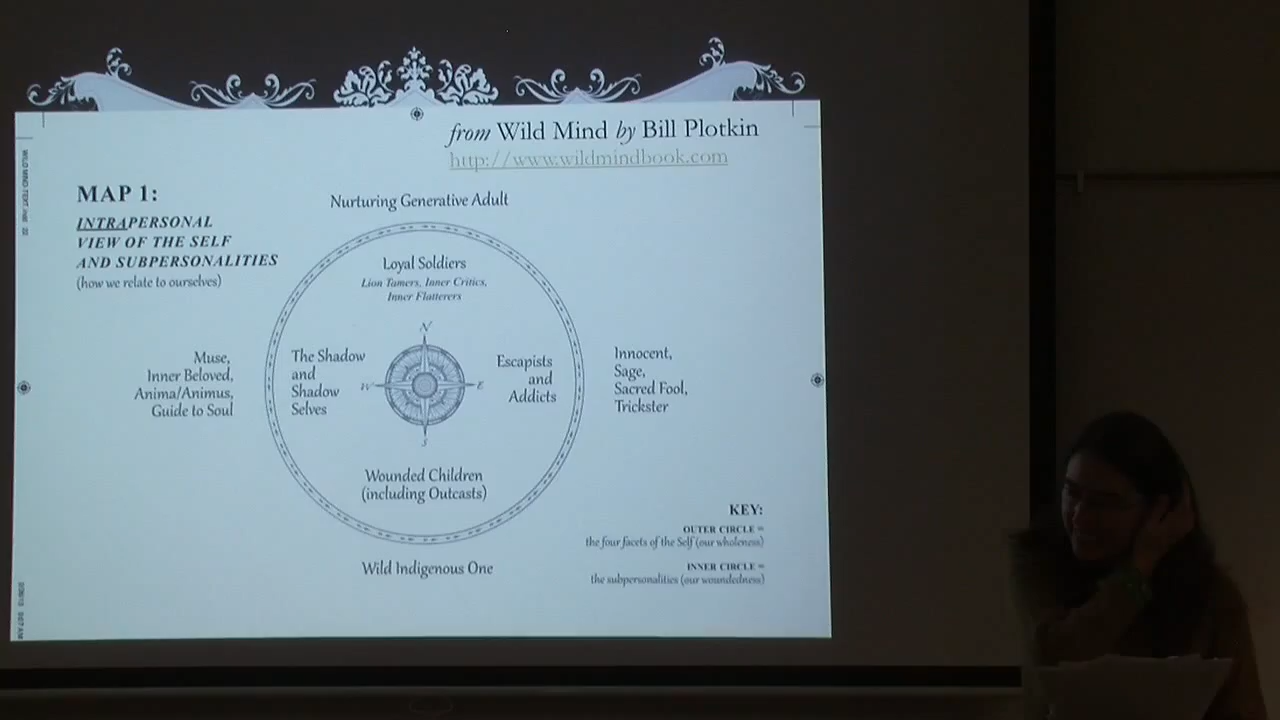 from Wild Mind by Bill Plotkin
http://www.wildmindbook.com
MAP 1:
INTRAPERSONAL
VIEW OF THE SELF
AND SUBPERSONALITIES
(how we relate to ourselves)
Nurturing Generative Adult
Loyal Soldiers
Lion Tamers, Inner Critics,
Inner Flatterers
N
Muse,
Inner Beloved,
Anima/Animus,
Guide to Soul
The Shadow
and
Shadow
Selves
W
E
Escapists
and
Addicts
Innocent,
Sage,
Sacred Fool,
Trickster
S
Wounded Children
(including Outcasts)
Wild Indigenous One
KEY:
OUTER CIRCLE =
the four facets of the Self (our wholeness)
INNER CIRCLE =
the subpersonalities (our woundedness)